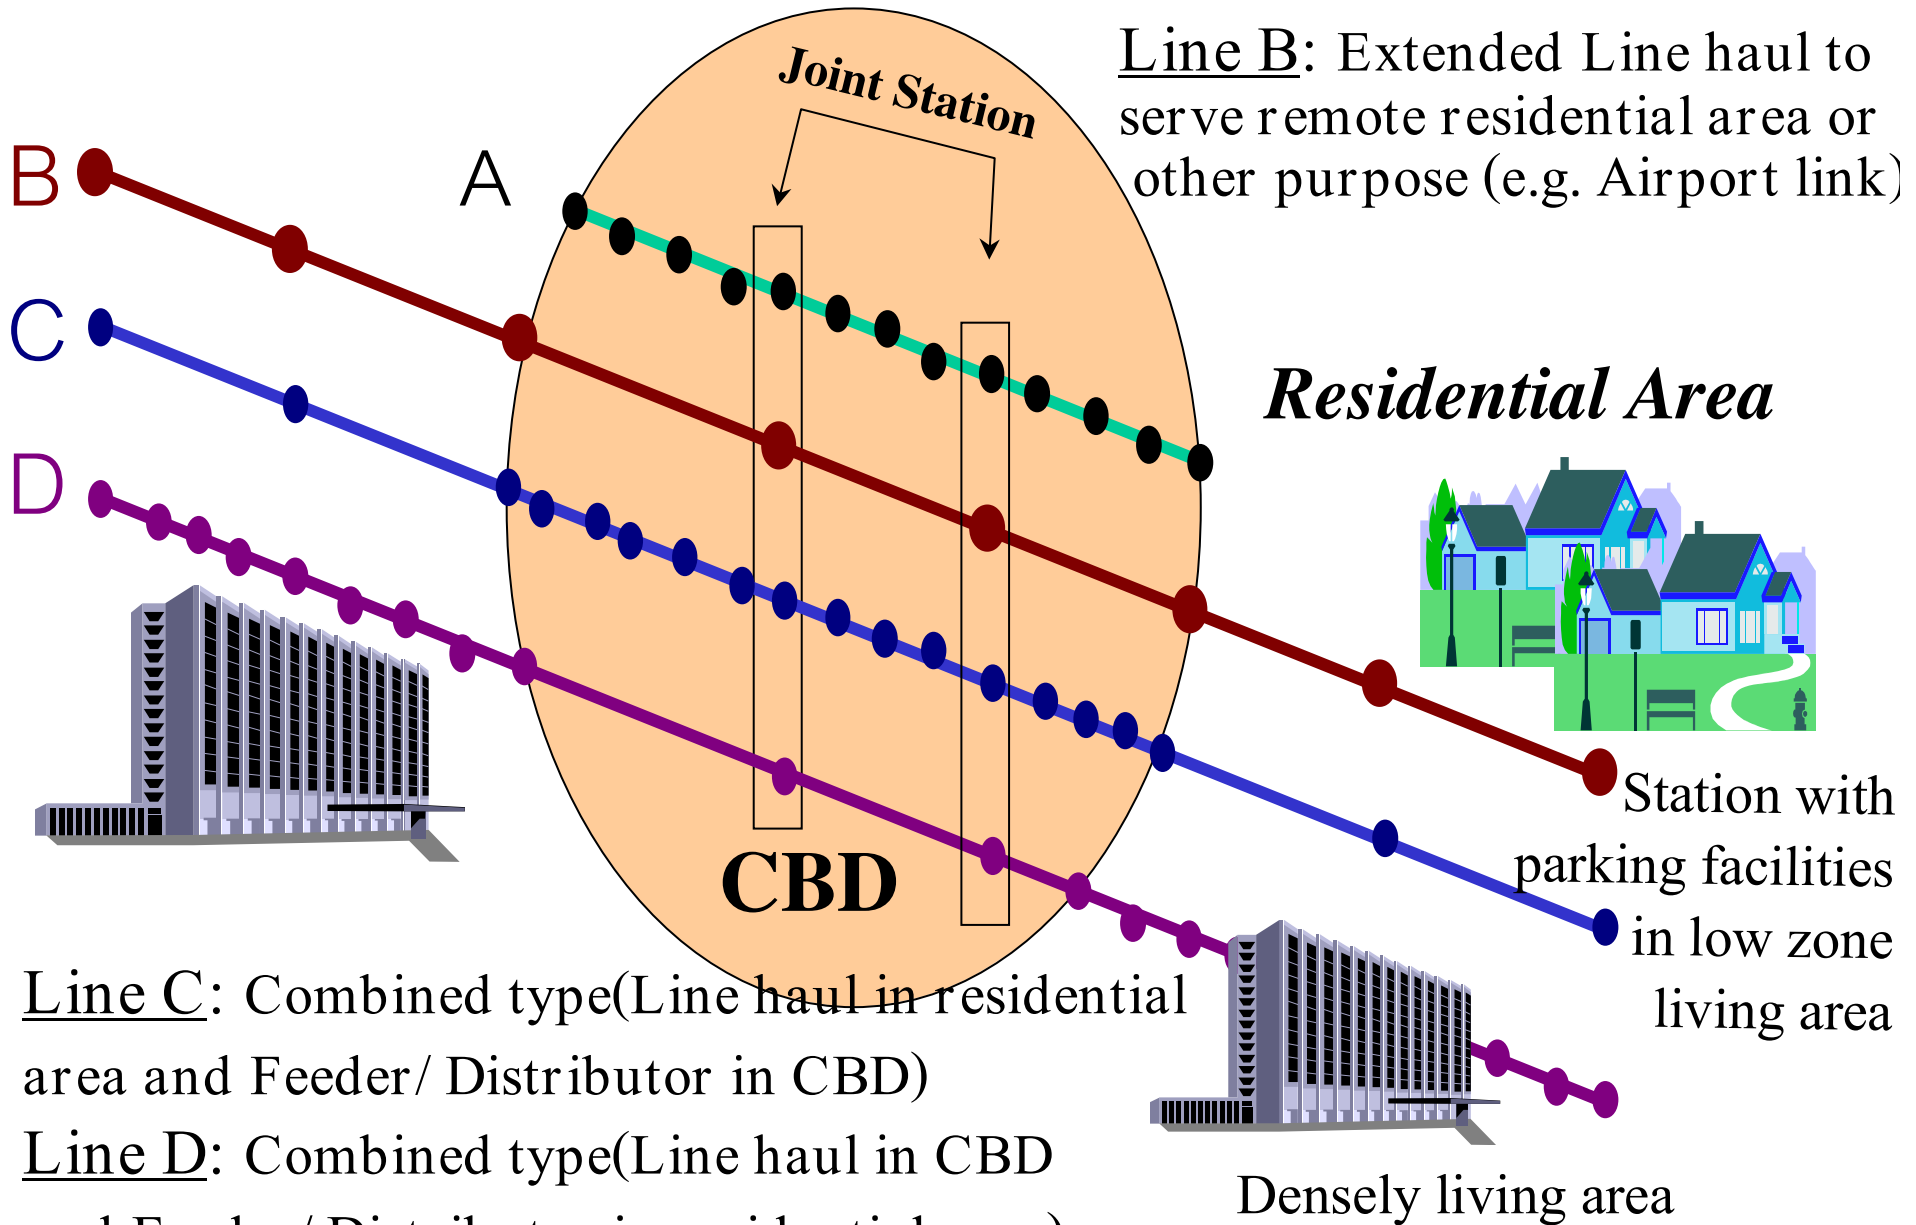 Joint Station
Line B: Extended Line haul to
serve remote residential area or
other purpose (e.g. Airport link)
B
A
C
D
Residential Area
CBD
Station with
parking facilities
in low zone
living area
Line C: Combined type(Line haul in residential
area and Feeder/ Distributor in CBD)
Line D: Combined type(Line haul in CBD
Densely living area